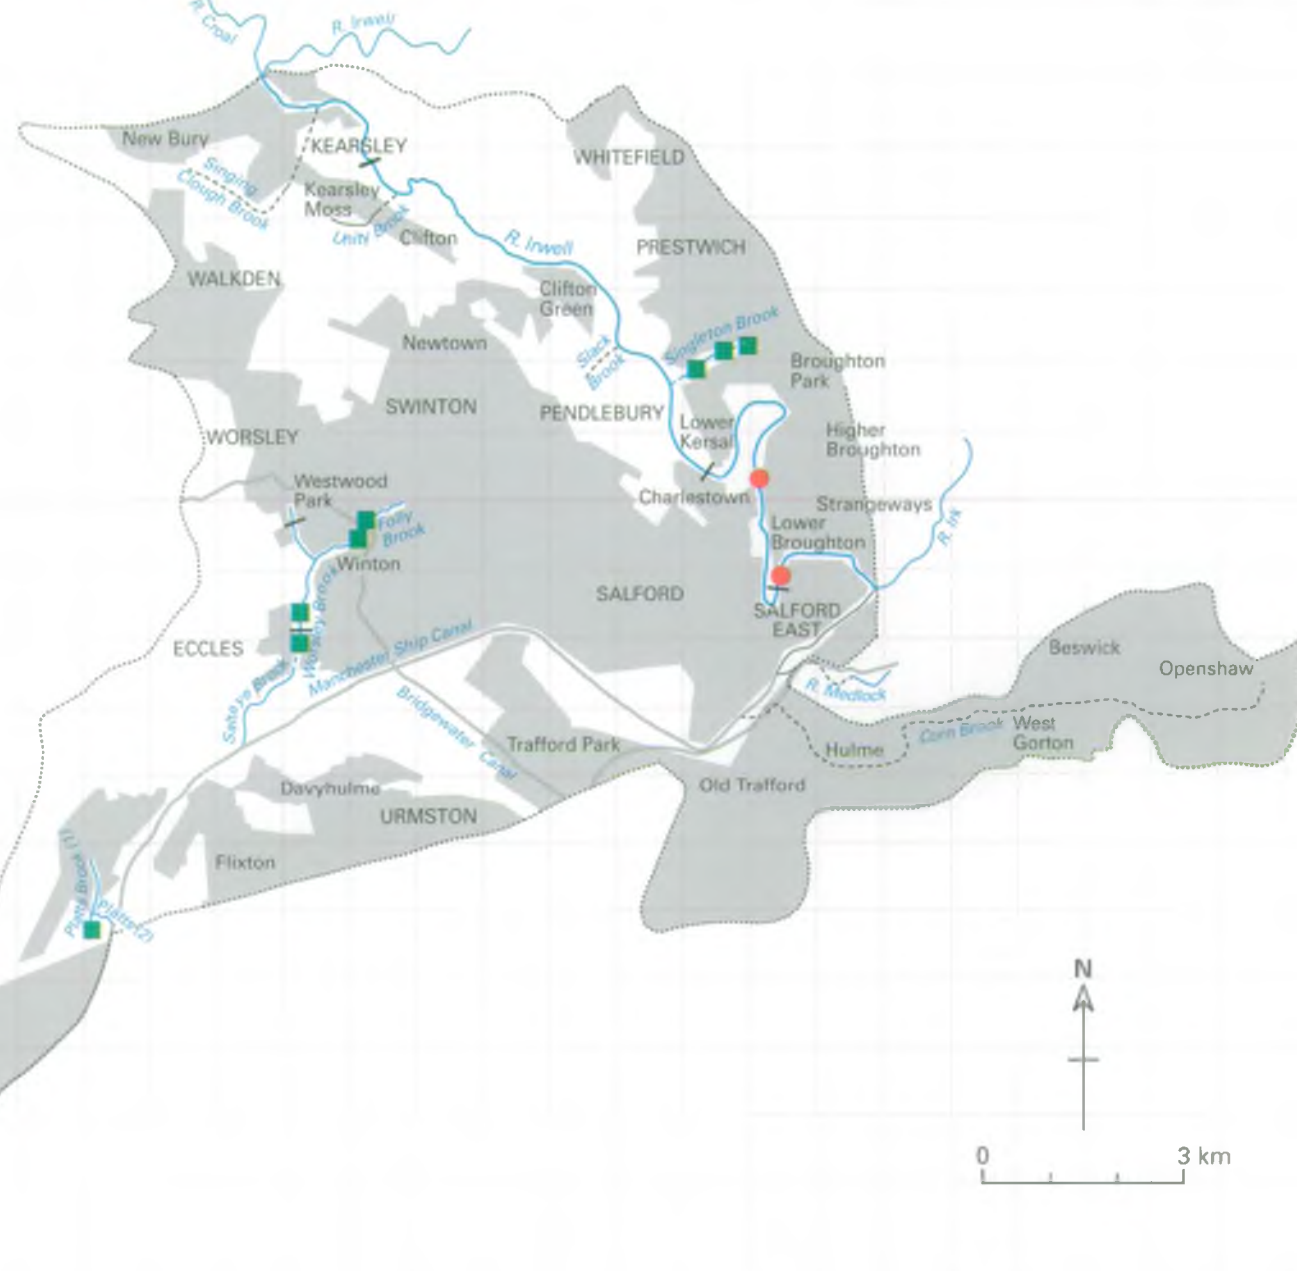 R. Croal
R. Irwell
New Bury
KEARSLEY
WHITEFIELD
Singing
Clough Brook
Kearsley
Moss
Unity Brook
Clifton
R. Irwell
PRESTWICH
WALKDEN
Clifton
Green
Singleton Brook
Newtown
Slack
Brook
Broughton
Park
SWINTON
PENDLEBURY
Lower
Kersal
Higher
Broughton
WORSLEY
Westwood
Park
Charlestown
Strangeways
Folly
Brook
Lower
Broughton
R. Irk
Winton
Worsley Brook
SALFORD
SALFORD
EAST
ECCLES
Manchester Ship Canal
Beswick
Openshaw
Salteye Brook
Bridgewater Canal
R. Medlock
Trafford Park
Hulme
Corn Brook
West
Gorton
Davyhulme
Old Trafford
URMSTON
Flixton
Platts Brook (1)
Platts (2)
N
0 3 km